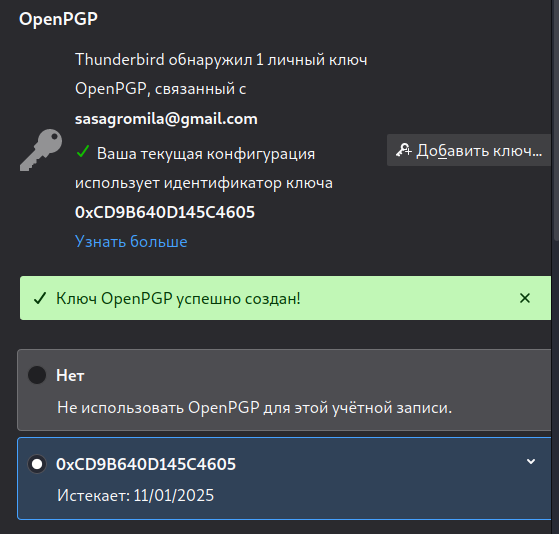 OpenPGP
Thunderbird обнаружил 1 личный ключ
OpenPGP, связанный с
sasagromila@gmail.com
Ваша текущая конфигурация
использует идентификатор ключа
0xCD9B640D145C4605
Узнать больше
Добавить ключ...
Ключ OpenPGP успешно создан!
Нет
Не использовать OpenPGP для этой учётной записи.
0xCD9B640D145C4605
Истекает: 11/01/2025